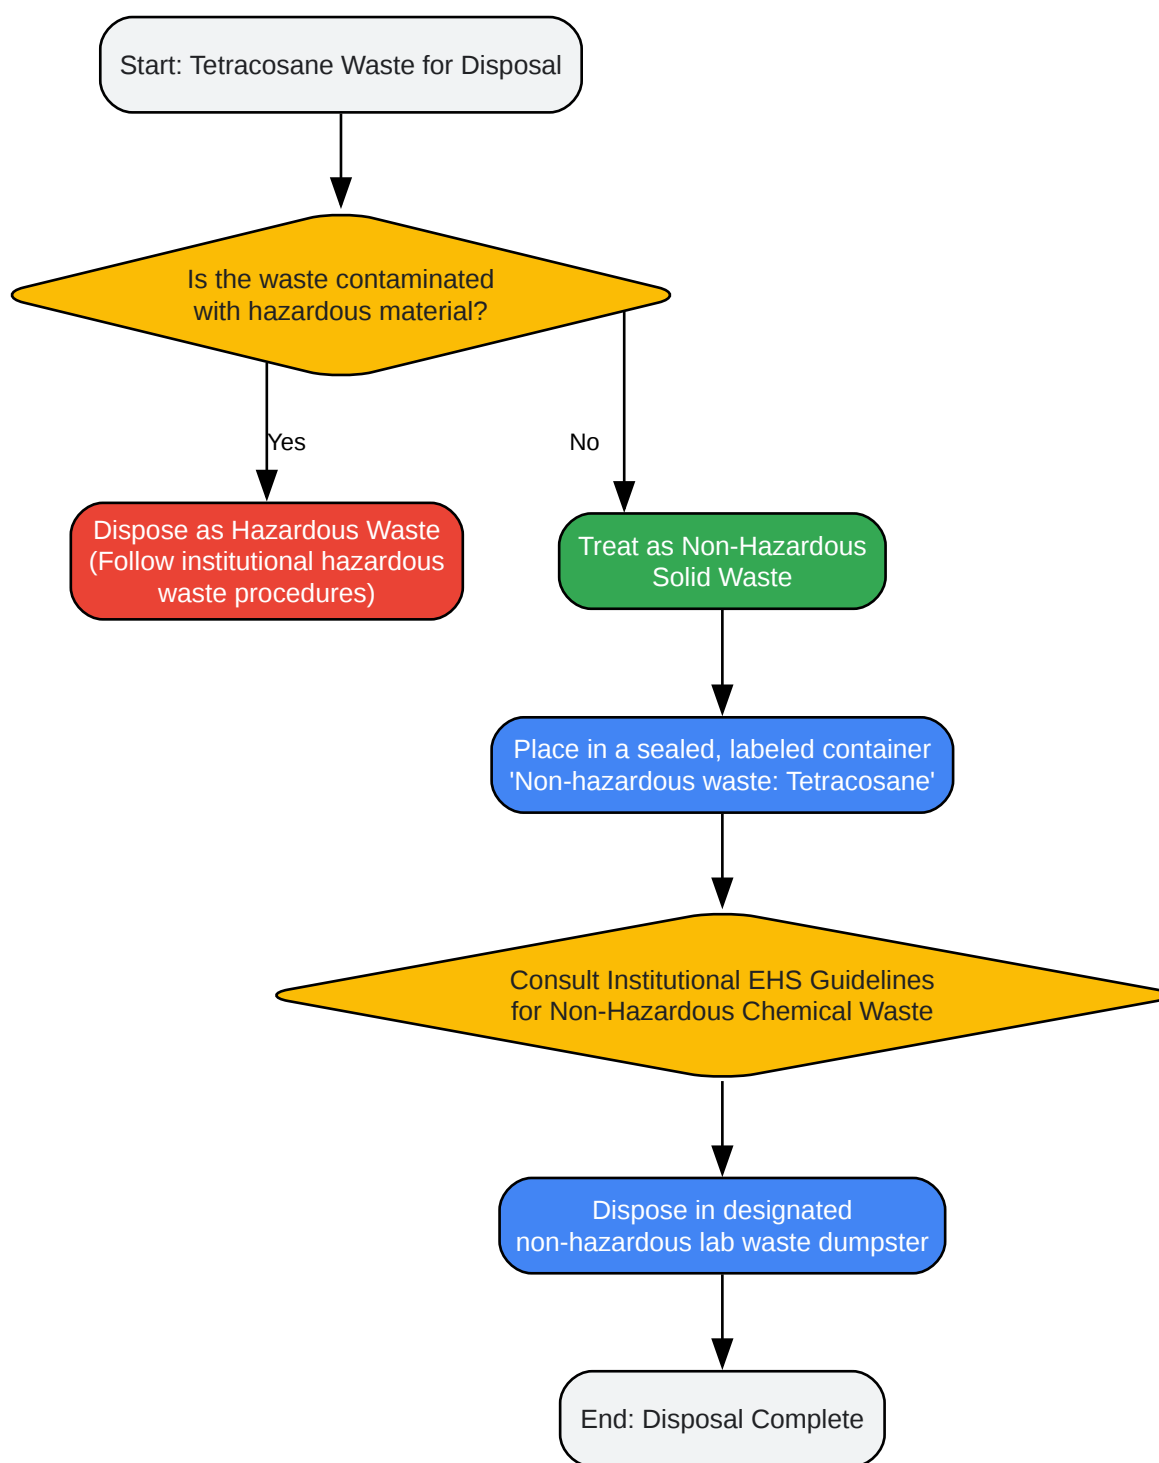 Start: Tetracosane Waste for Disposal
Is the waste contaminated
with hazardous material?
Yes
No
Dispose as Hazardous Waste
(Follow institutional hazardous
waste procedures)
Treat as Non-Hazardous
Solid Waste
Place in a sealed, labeled container
'Non-hazardous waste: Tetracosane'
Consult Institutional EHS Guidelines
for Non-Hazardous Chemical Waste
Dispose in designated
non-hazardous lab waste dumpster
End: Disposal Complete